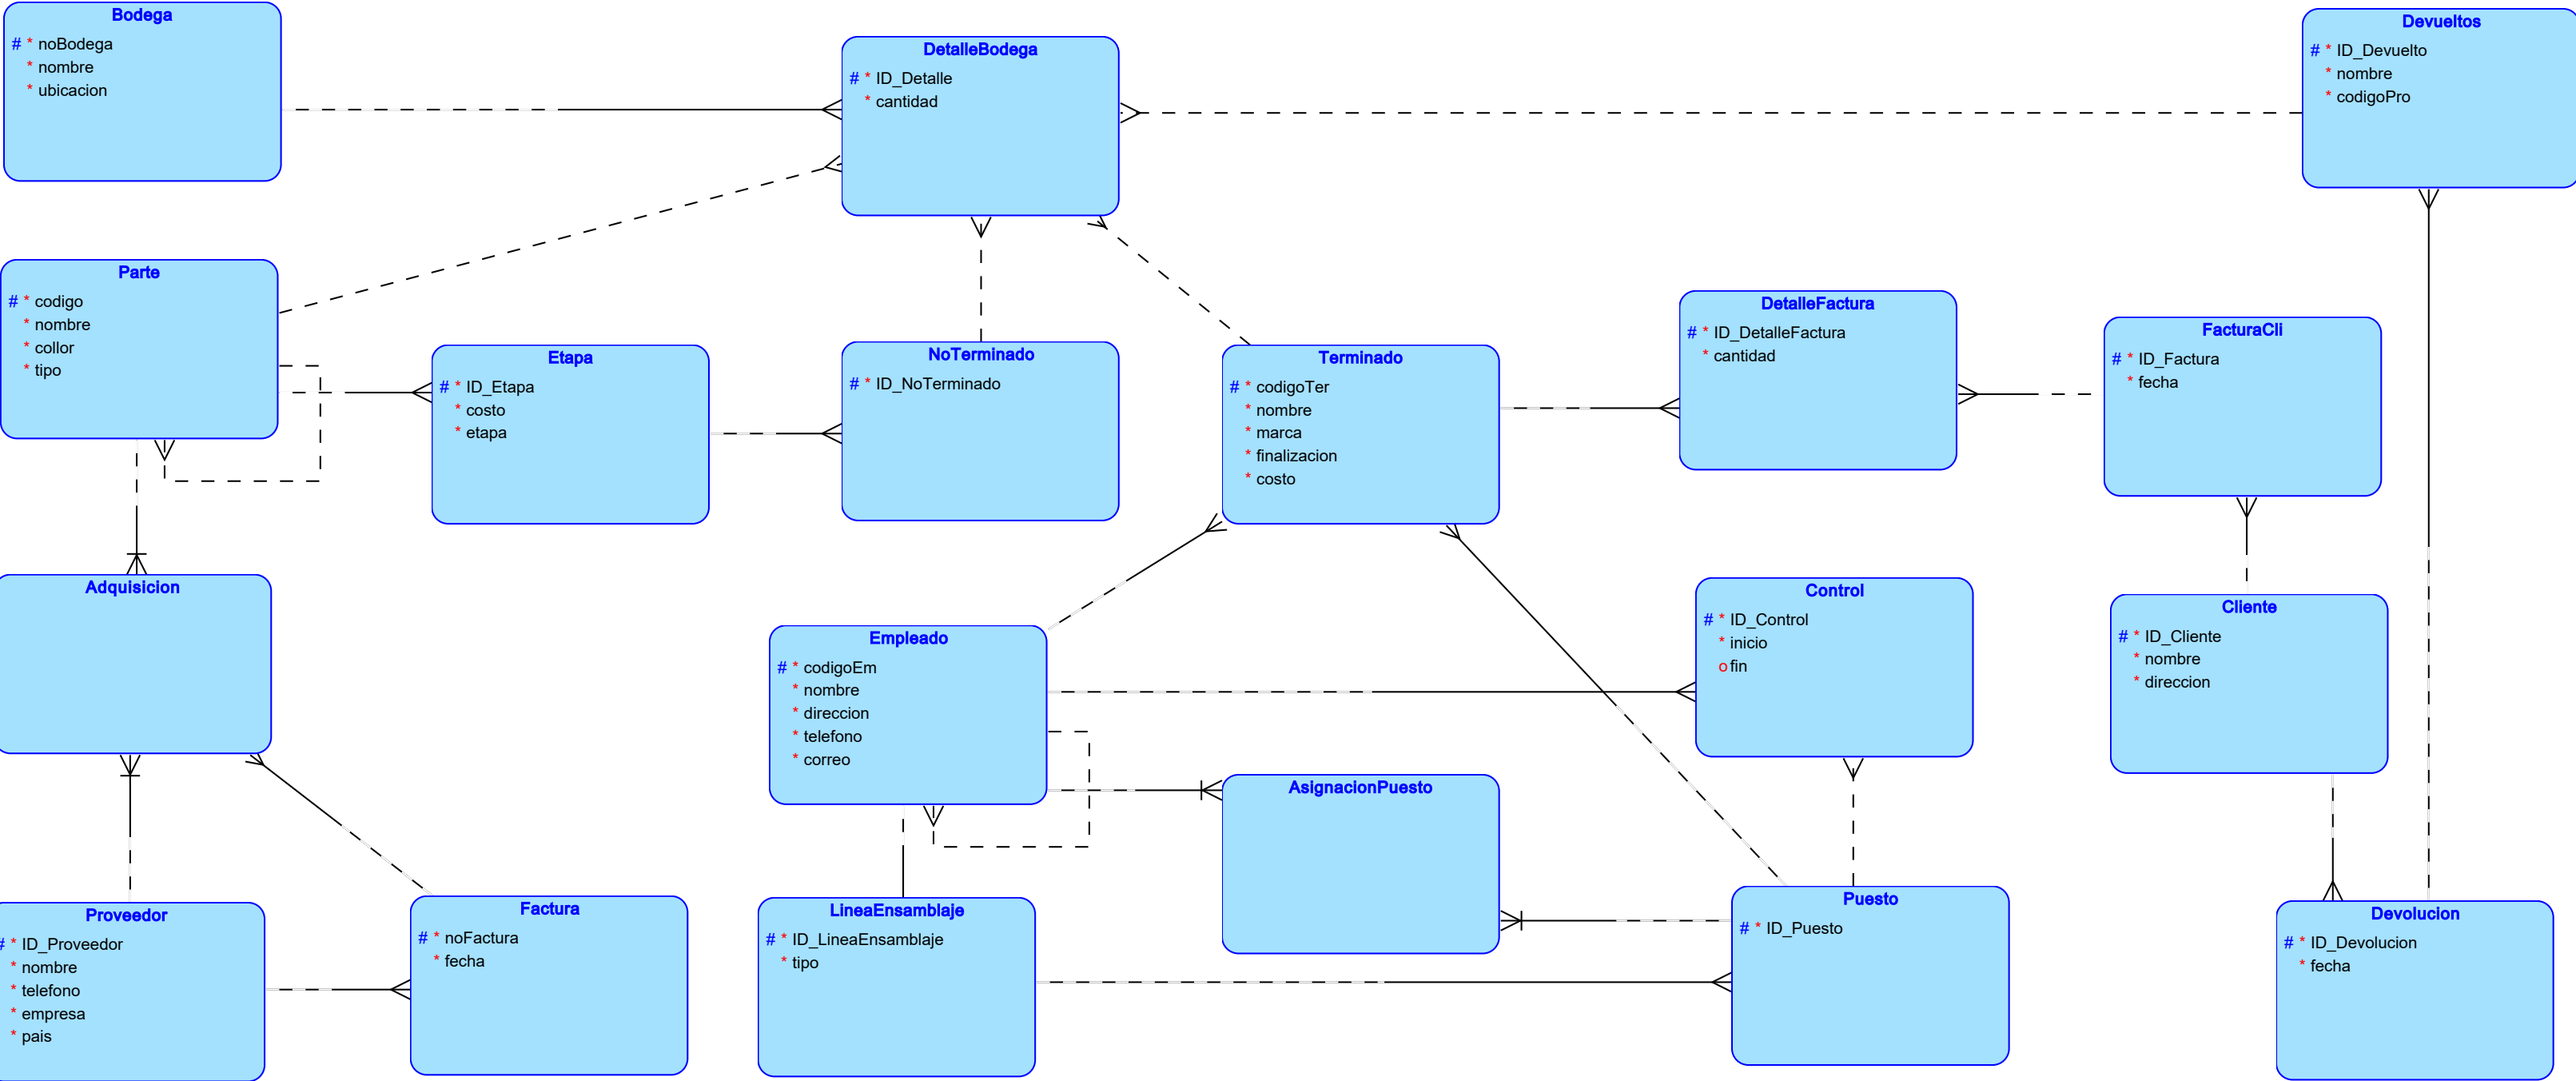 Bodega
# * noBodega
* nombre
* ubicacion
DetalleBodega
# * ID_Detalle
* cantidad
Devueltos
# * ID_Devuelto
* nombre
* codigoPro
Parte
# * codigo
* nombre
* collor
* tipo
Etapa
# * ID_Etapa
* costo
* etapa
NoTerminado
# * ID_NoTerminado
Terminado
# * codigoTer
* nombre
* marca
* finalizacion
* costo
DetalleFactura
# * ID_DetalleFactura
* cantidad
FacturaCli
# * ID_Factura
* fecha
Adquisicion
Empleado
# * codigoEm
* nombre
* direccion
* telefono
* correo
Control
# * ID_Control
* inicio
o fin
Cliente
# * ID_Cliente
* nombre
* direccion
AsignacionPuesto
Proveedor
# * ID_Proveedor
* nombre
* telefono
* empresa
* pais
Factura
# * noFactura
* fecha
LineaEnsamblaje
# * ID_LineaEnsamblaje
* tipo
Puesto
# * ID_Puesto
Devolucion
# * ID_Devolucion
* fecha